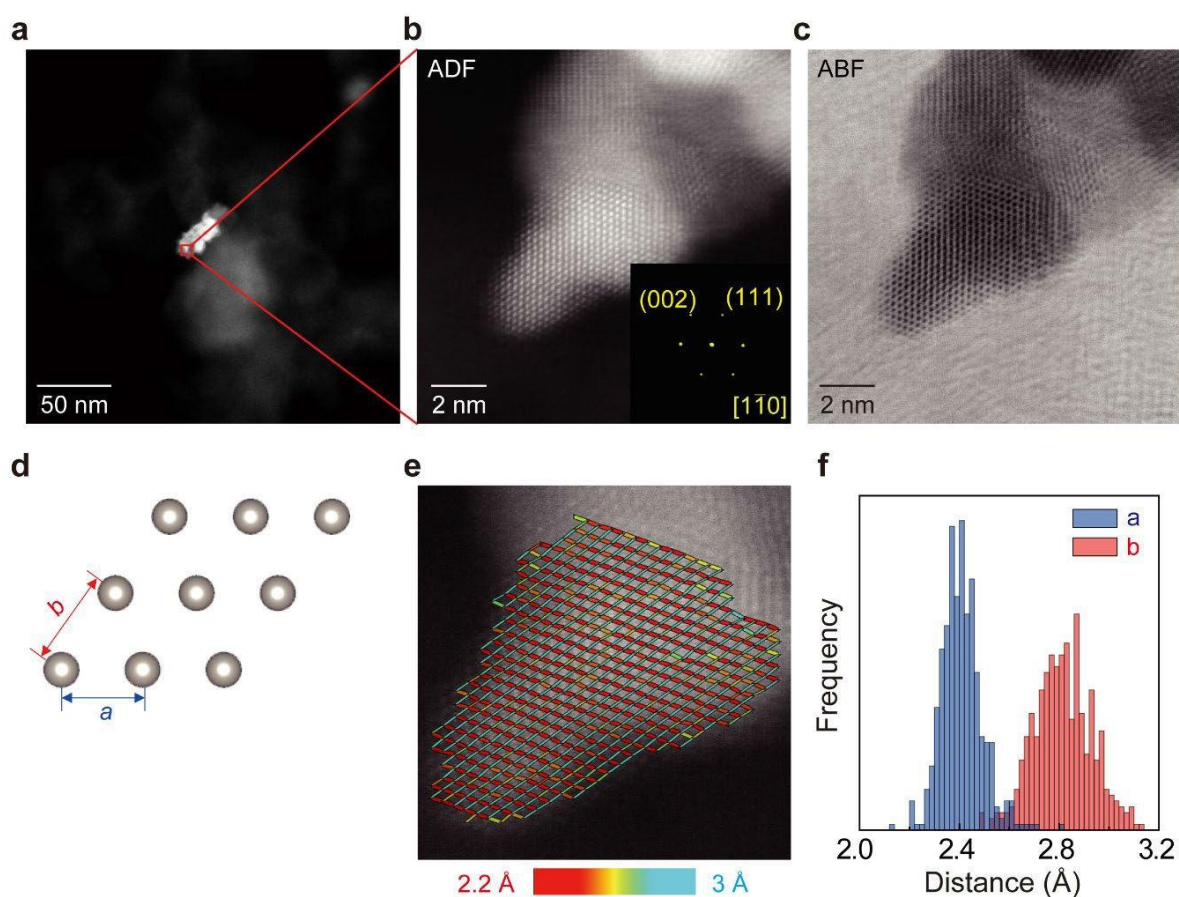 a
b
c
ADF
ABF
(002) (111)
[11̅0]
50 nm
2 nm
2 nm
d
e
f
b
a
2.2 Å
3 Å
a
b
Frequency
2.0 2.4 2.8 3.2
Distance (Å)